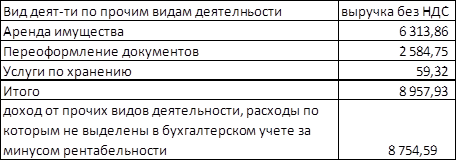 Вид деят-ти по прочим видам деятелньости выручка без НДС
Аренда имущества 6 313,86
Переоформление документов 2 584,75
Услуги по хранению 59,32
Итого 8 957,93
доход от прочих видов деятельности, расходы по
которым не выделены в бухгалтерском учете за
минусом рентабельности 8 754,59